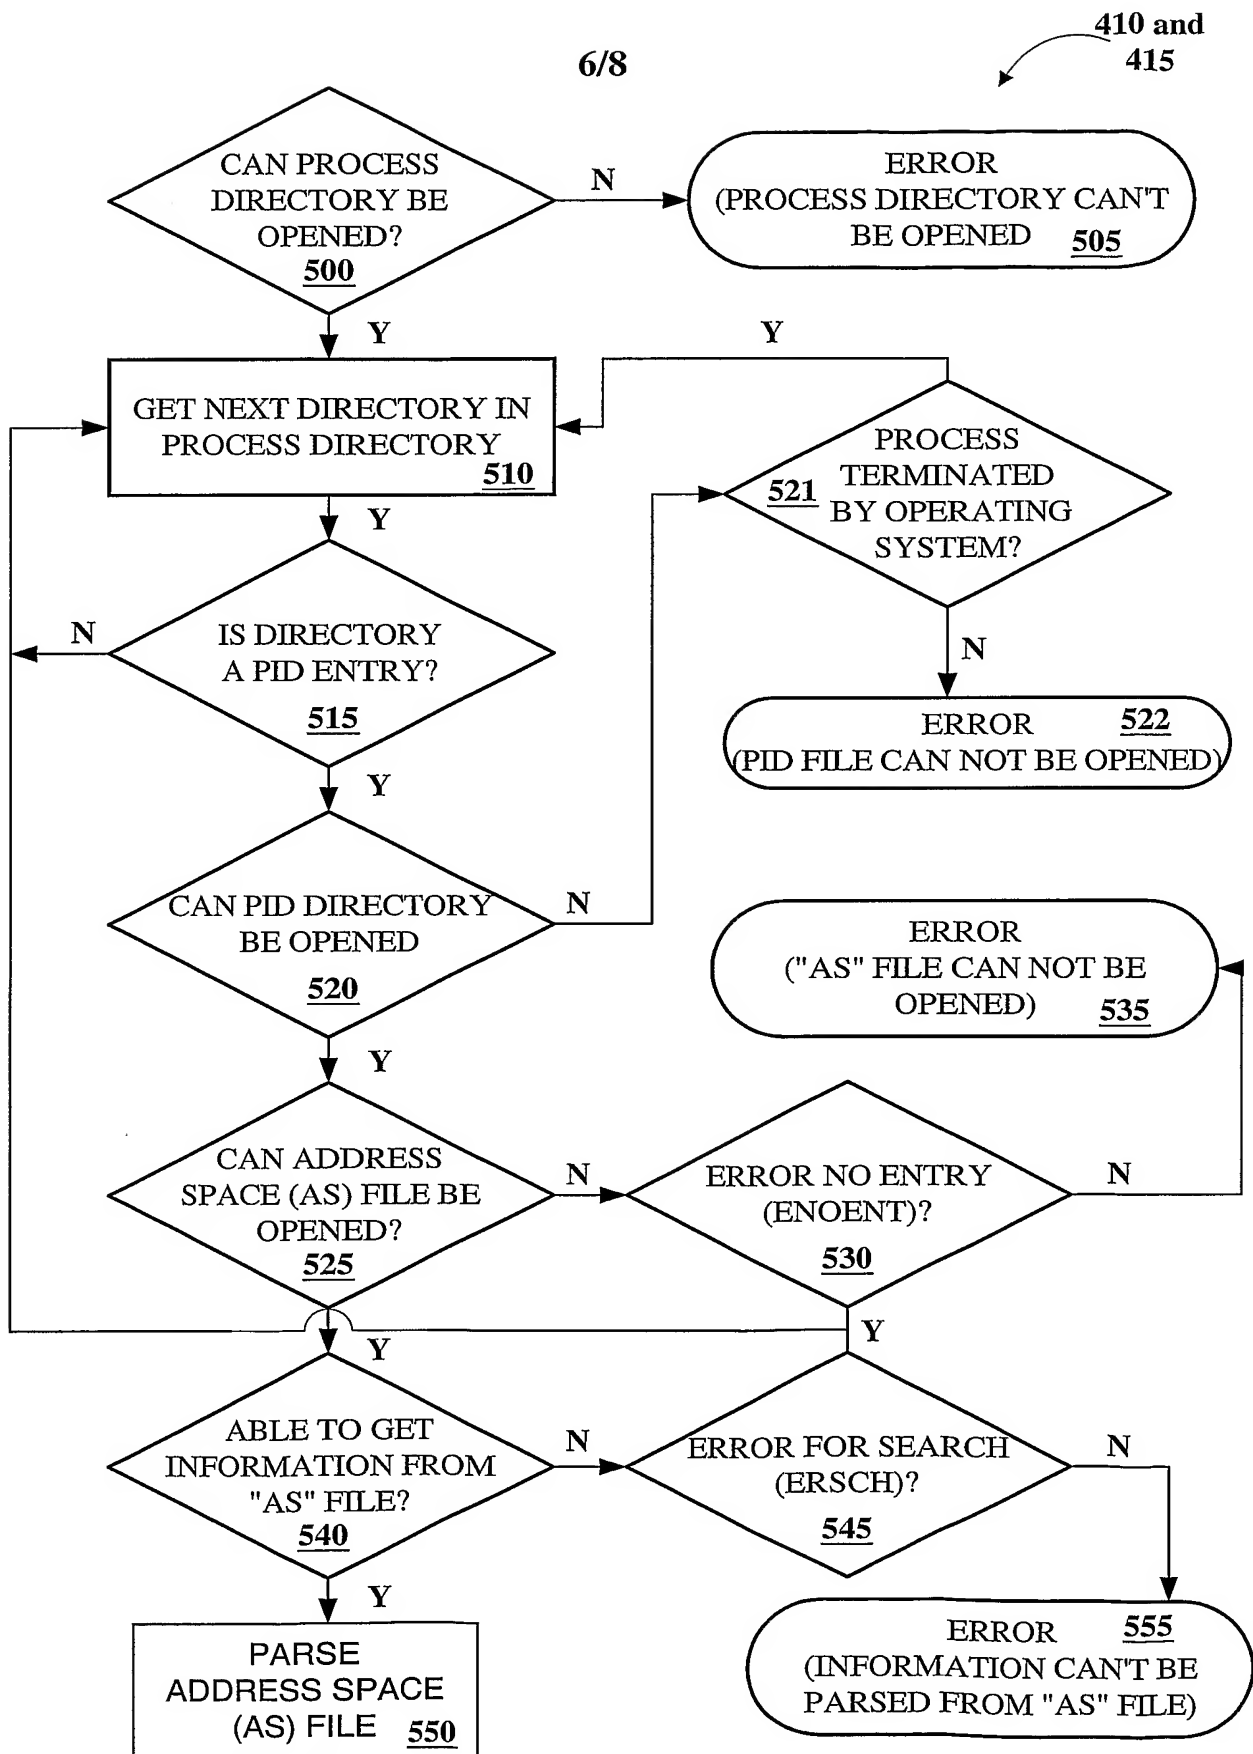 410 and
415
6/8
CAN PROCESS
DIRECTORY BE
OPENED?
500
N
ERROR
(PROCESS DIRECTORY CAN'T
BE OPENED 505
Y
Y
GET NEXT DIRECTORY IN
PROCESS DIRECTORY
510
PROCESS
TERMINATED
521
BY OPERATING
SYSTEM?
Y
N
IS DIRECTORY
A PID ENTRY?
515
N
ERROR 522
(PID FILE CAN NOT BE OPENED)
Y
CAN PID DIRECTORY
BE OPENED
520
N
ERROR
("AS" FILE CAN NOT BE
OPENED) 535
Y
CAN ADDRESS
SPACE (AS) FILE BE
OPENED?
525
N
ERROR NO ENTRY
(ENOENT)?
530
N
Y
Y
ABLE TO GET
INFORMATION FROM
"AS" FILE?
540
N
ERROR FOR SEARCH
(ERSCH)?
545
N
Y
PARSE
ADDRESS SPACE
(AS) FILE 550
ERROR 555
(INFORMATION CAN'T BE
PARSED FROM "AS" FILE)